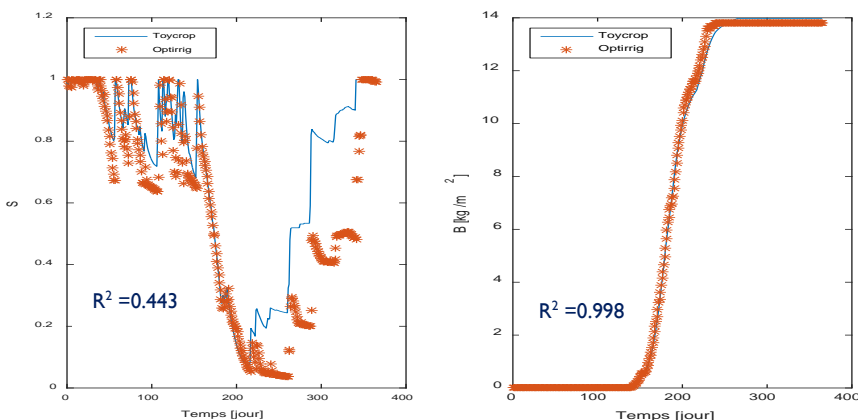 Toycrop
Optirrig
1.2
1
0.8
0.6
0.4
0.2
0
S
R² =0.443
0
100
200
300
400
Temps [jour]
Toycrop
Optirrig
14
12
10
8
6
4
2
0
B [kg /m ²]
R² =0.998
0
100
200
300
400
Temps [jour]